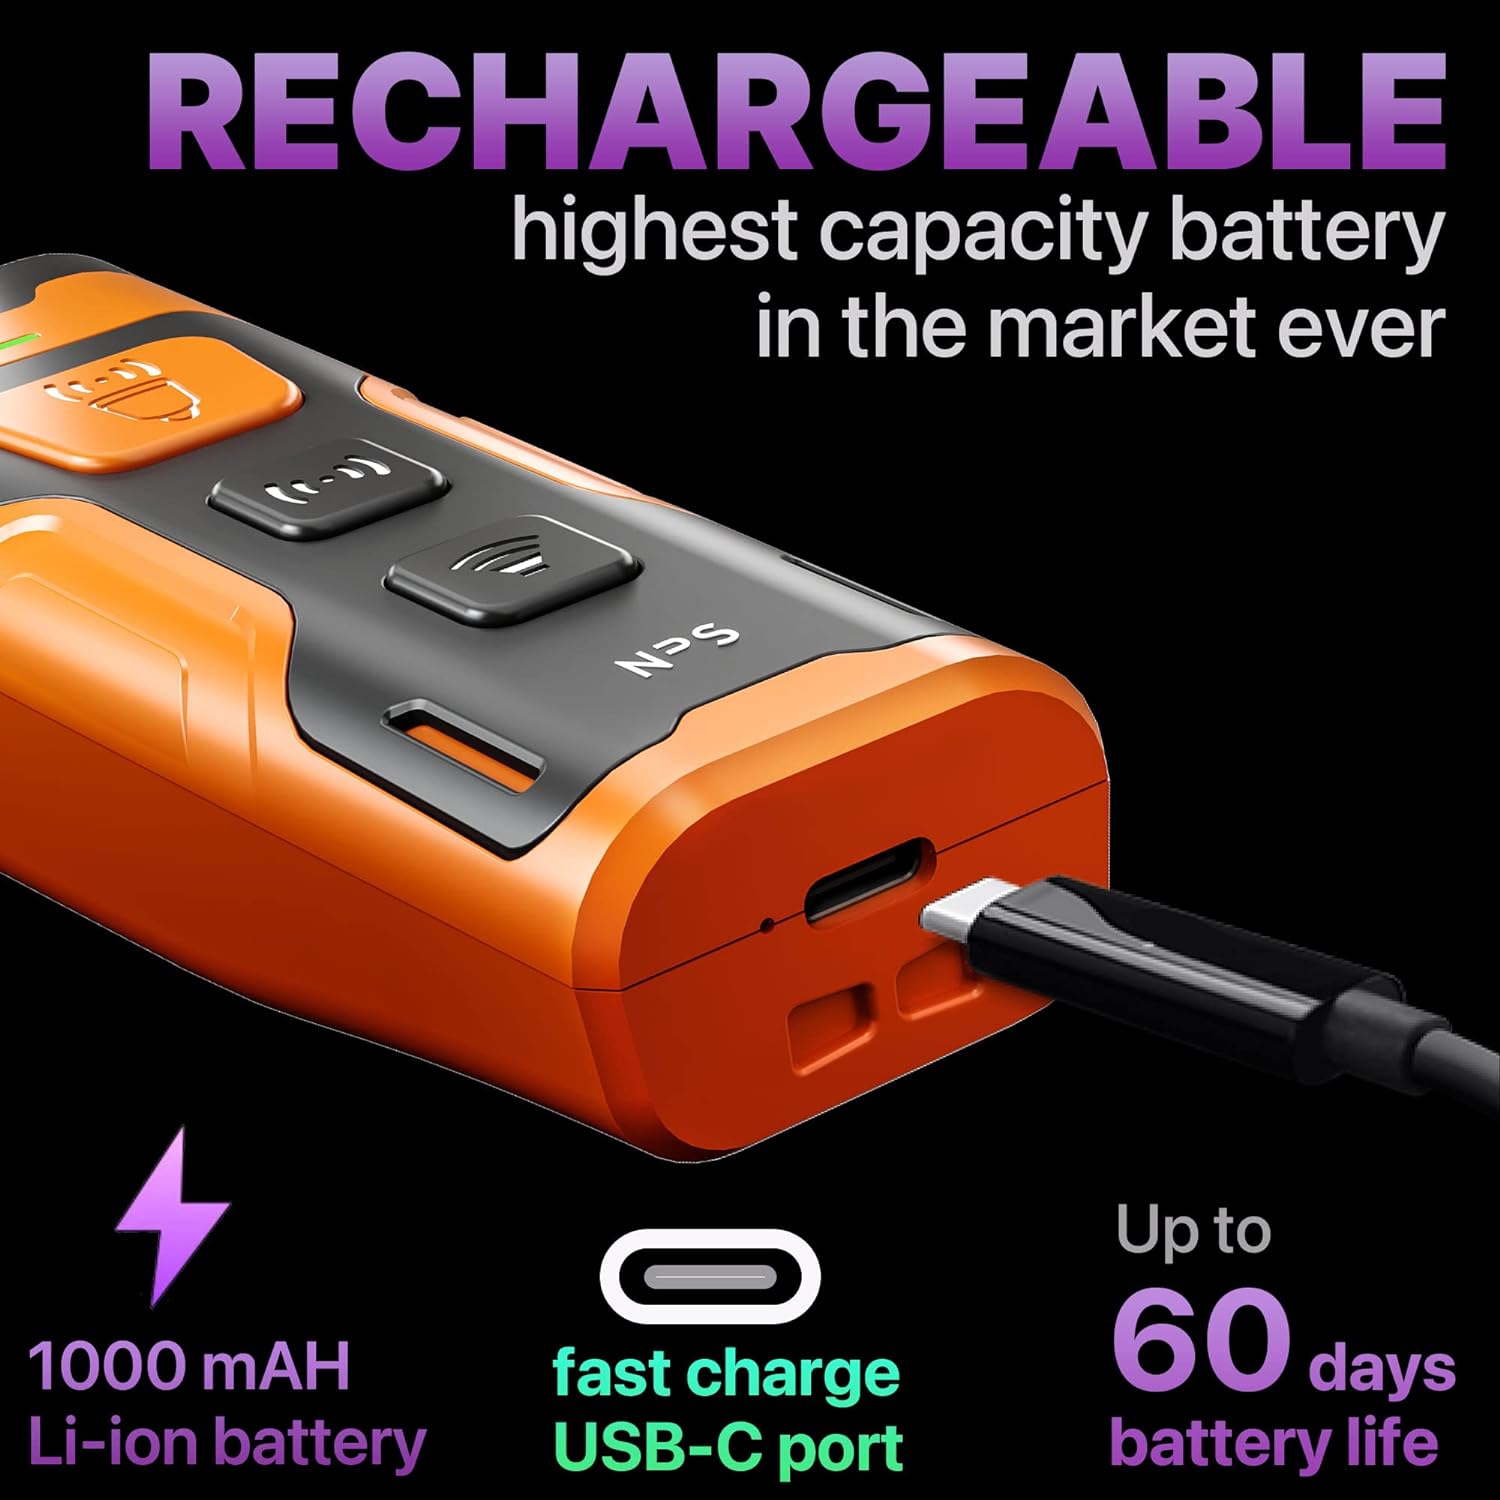 RECHARGEABLE
highest capacity battery
in the market ever
NPS
1000 mAH
Li-ion battery
fast charge
USB-C port
Up to
60 days
battery life